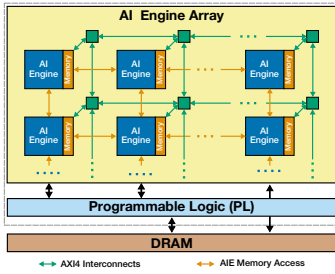 AI Engine Array
AI Engine Memory AI Engine Memory AI Engine Memory
AI Engine Memory AI Engine Memory AI Engine Memory
Programmable Logic (PL)
DRAM
AXI4 Interconnects AIE Memory Access